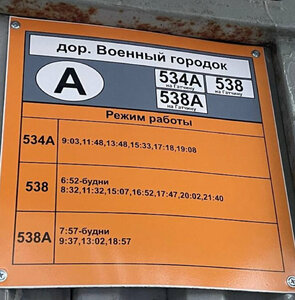 дор. Военный городок
А
534А
на Гатчину
538
на Гатчину
538А
на Гатчину
Режим работы
534А
9:03,11:48,13:48,15:33,17:18,19:08
538
6:52-будни
8:32,11:32,15:07,16:52,17:47,20:02,21:40
538А
7:57-будни
9:37,13:02,18:57